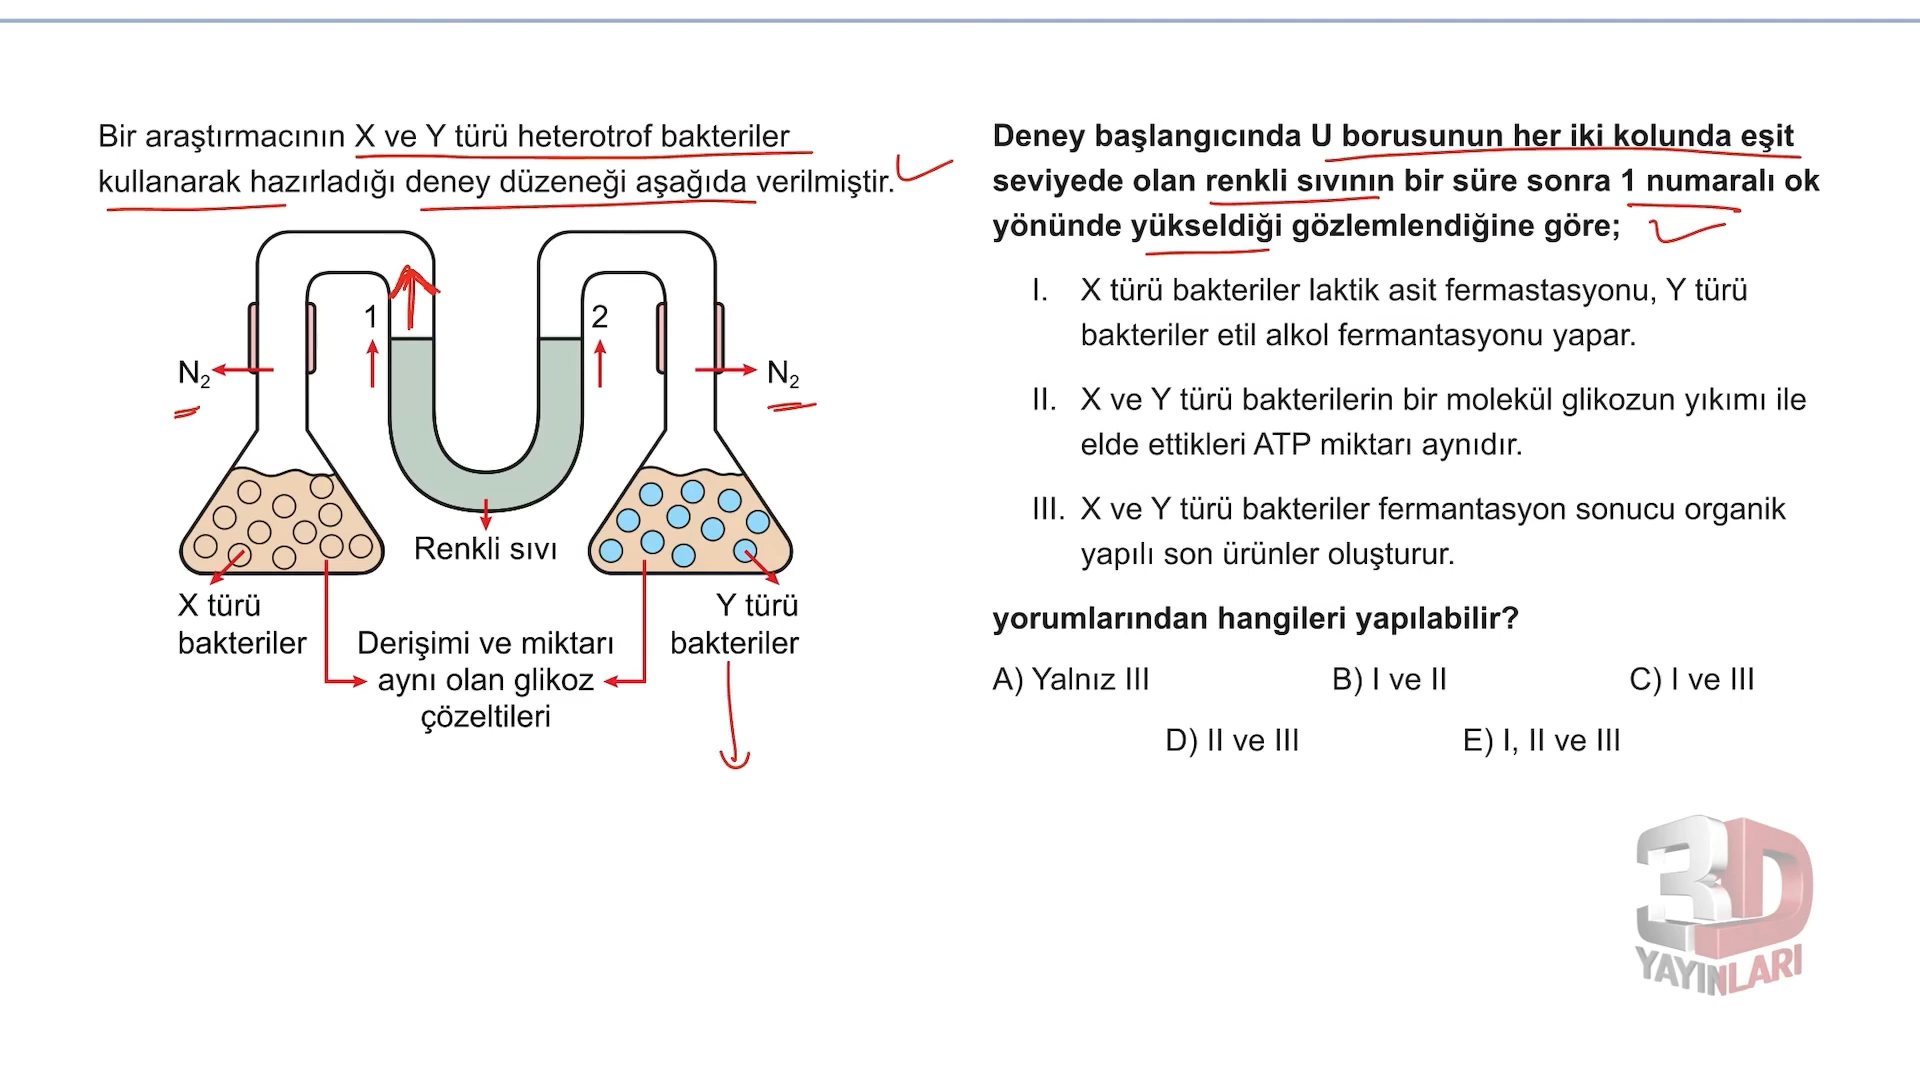 Bir araştırmacının X ve Y türü heterotrof bakteriler
kullanarak hazırladığı deney düzeneği aşağıda verilmiştir.
1
2
N₂
N₂
Renkli sıvı
X türü
bakteriler
Y türü
bakteriler
Derişimi ve miktarı
aynı olan glikoz
çözeltileri
Deney başlangıcında U borusunun her iki kolunda eşit
seviyede olan renkli sıvının bir süre sonra 1 numaralı ok
yönünde yükseldiği gözlemlendiğine göre;
I. X türü bakteriler laktik asit fermastasyonu, Y türü
bakteriler etil alkol fermantasyonu yapar.
II. X ve Y türü bakterilerin bir molekül glikozun yıkımı ile
elde ettikleri ATP miktarı aynıdır.
III. X ve Y türü bakteriler fermantasyon sonucu organik
yapılı son ürünler oluşturur.
yorumlarından hangileri yapılabilir?
A) Yalnız III
B) I ve II
C) I ve III
D) II ve III
E) I, II ve III
3D
YAYINLARI